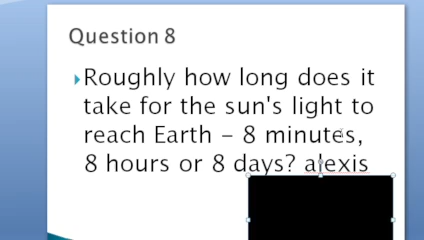 Question 8
Roughly how long does it
take for the sun's light to
reach Earth – 8 minutes,
8 hours or 8 days? alexis